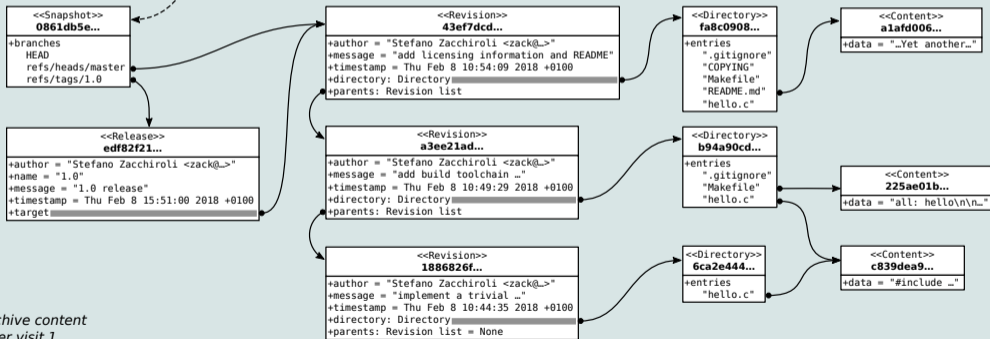 <<Snapshot>>
0861db5e…
+branches
HEAD
refs/heads/master
refs/tags/1.0
<<Release>>
edf82f21…
+author = "Stefano Zacchiroli <zack@…>"
+name = "1.0"
+message = "1.0 release"
+timestamp = Thu Feb 8 15:51:00 2018 +0100
+target
<<Revision>>
43ef7dcd…
+author = "Stefano Zacchiroli <zack@…>"
+message = "add licensing information and README"
+timestamp = Thu Feb 8 10:54:09 2018 +0100
+directory: Directory
+parents: Revision list
<<Revision>>
a3ee21ad…
+author = "Stefano Zacchiroli <zack@…>"
+message = "add build toolchain …"
+timestamp = Thu Feb 8 10:49:29 2018 +0100
+directory: Directory
+parents: Revision list
<<Revision>>
1886826f…
+author = "Stefano Zacchiroli <zack@…>"
+message = "implement a trivial …"
+timestamp = Thu Feb 8 10:44:35 2018 +0100
+directory: Directory
+parents: Revision list = None
<<Directory>>
fa8c0908…
+entries
".gitignore"
"COPYING"
"Makefile"
"README.md"
"hello.c"
<<Directory>>
b94a90cd…
+entries
".gitignore"
"Makefile"
"hello.c"
<<Directory>>
6ca2e444…
+entries
"hello.c"
<<Content>>
a1afd006…
+data = "…Yet another…"
<<Content>>
225ae01b…
+data = "all: hello\n\n…"
<<Content>>
c839dea9…
+data = "#include …"
chive content
er visit 1